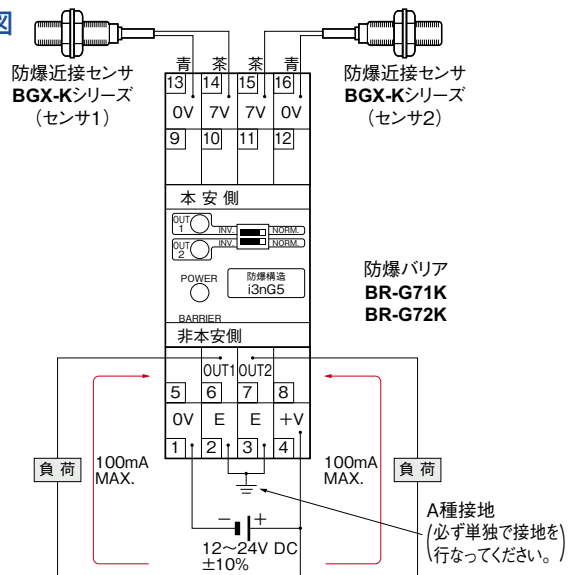 図
防爆近接センサ
BGX-Kシリーズ
（センサ1）
防爆近接センサ
BGX-Kシリーズ
（センサ2）
青 茶 茶 青
13 14 15 16
0V 7V 7V 0V
9 10 11 12
本安側
OUT 1 INV. NORM.
OUT 2 INV. NORM.
POWER
防爆構造
i3nG5
BARRIER
非本安側
防爆バリア
BR-G71K
BR-G72K
OUT1 OUT2
5 6 7 8
0V E E +V
1 2 3 4
負荷
100mA
MAX.
100mA
MAX.
負荷
− +
12〜24V DC
±10%
A種接地
(必ず単独で接地を
行なってください。)